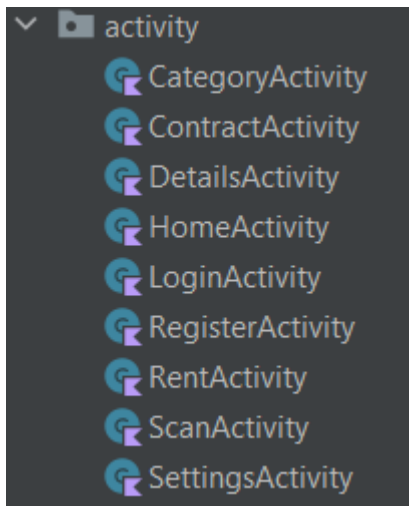 activity
CategoryActivity
ContractActivity
DetailsActivity
HomeActivity
LoginActivity
RegisterActivity
RentActivity
ScanActivity
SettingsActivity